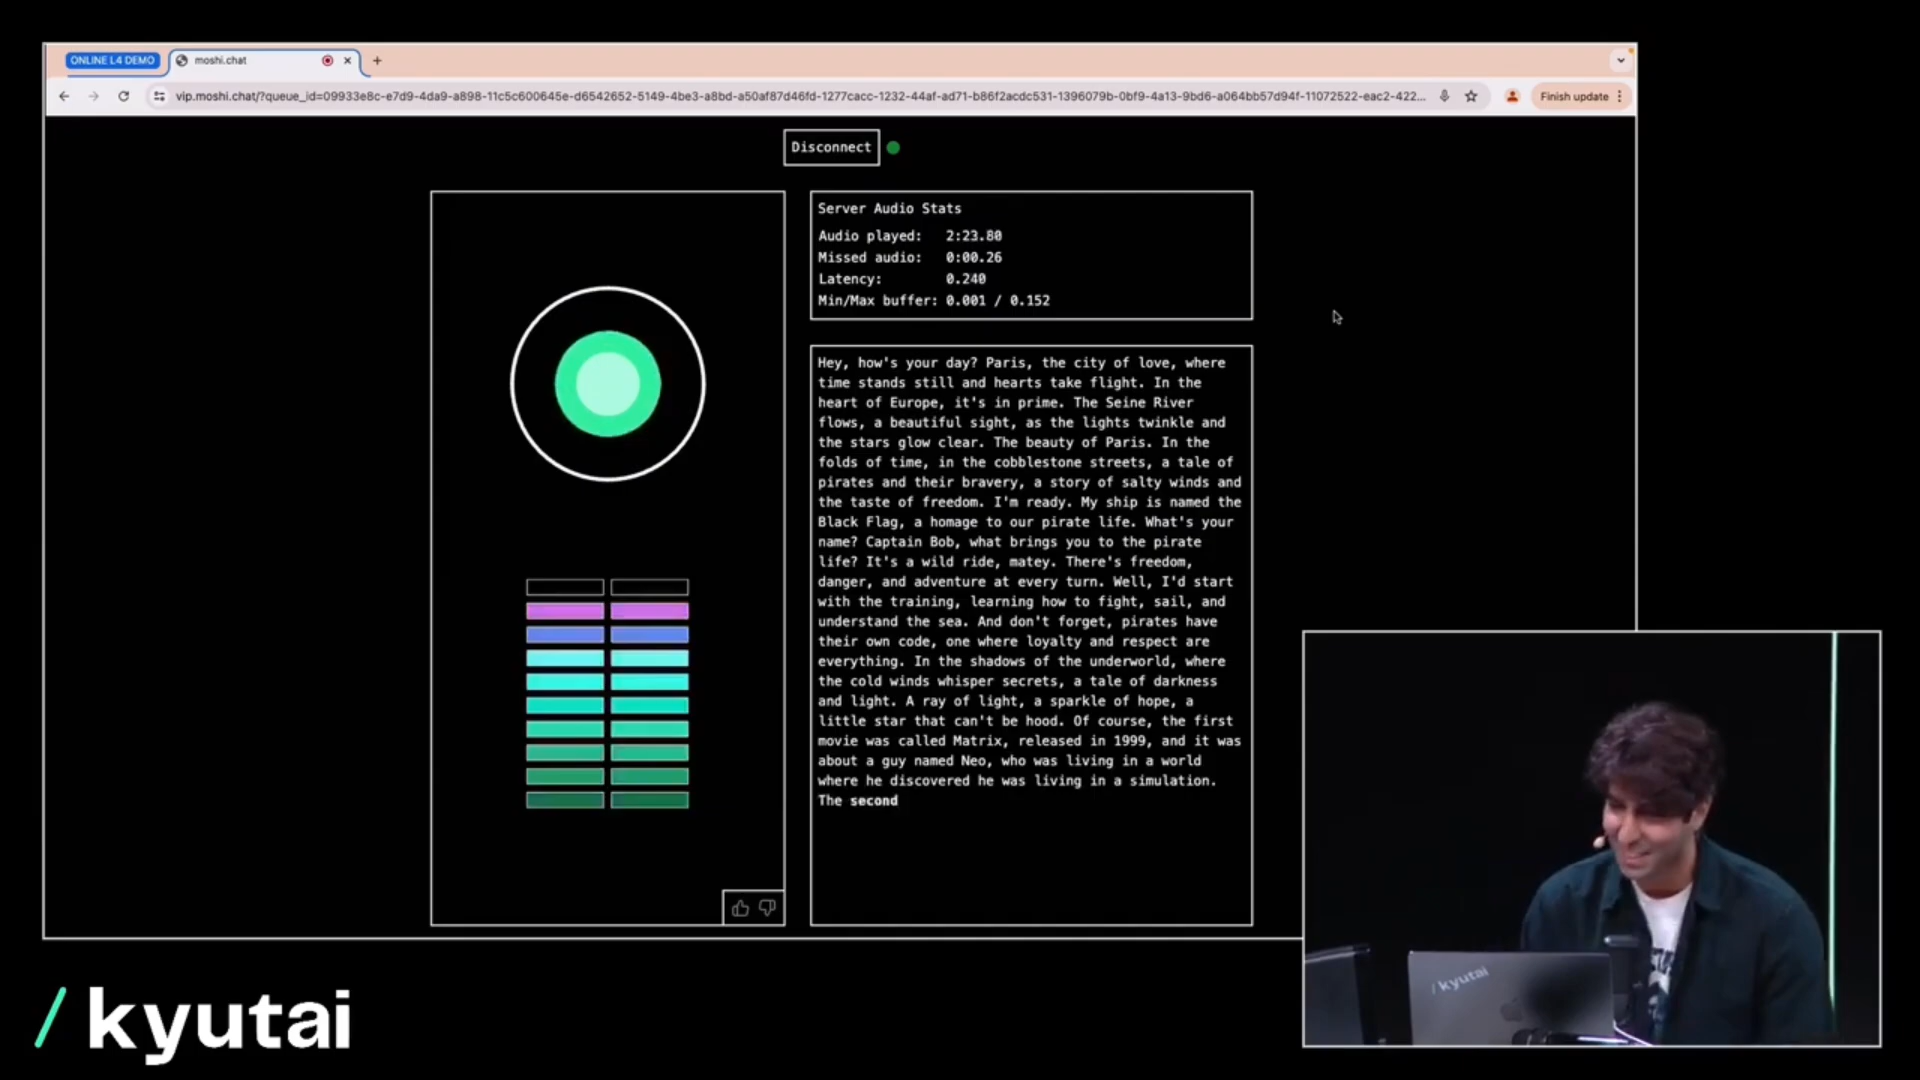 ONLINE L4 DEMO
moshi.chat
vip.moshi.chat/?queue_id=09933e8c-e7d9-4da9-a898-11c5c600645e-d6542652-5149-4be3-a8bd-a50af87d46fd-1277cacc-1232-44af-ad71-b86f2acdc531-1396079b-0bf9-4a13-9bd6-a064bb57d94f-11072522-eac2-422...
Finish update
Disconnect
Server Audio Stats
Audio played: 2:23.80
Missed audio: 0:00.26
Latency: 0.240
Min/Max buffer: 0.001 / 0.152
Hey, how's your day? Paris, the city of love, where
time stands still and hearts take flight. In the
heart of Europe, it's in prime. The Seine River
flows, a beautiful sight, as the lights twinkle and
the stars glow clear. The beauty of Paris. In the
folds of time, in the cobblestone streets, a tale of
pirates and their bravery, a story of salty winds and
the taste of freedom. I'm ready. My ship is named the
Black Flag, a homage to our pirate life. What's your
name? Captain Bob, what brings you to the pirate
life? It's a wild ride, matey. There's freedom,
danger, and adventure at every turn. Well, I'd start
with the training, learning how to fight, sail, and
understand the sea. And don't forget, pirates have
their own code, one where loyalty and respect are
everything. In the shadows of the underworld, where
the cold winds whisper secrets, a tale of darkness
and light. A ray of light, a sparkle of hope, a
little star that can't be hood. Of course, the first
movie was called Matrix, released in 1999, and it was
about a guy named Neo, who was living in a world
where he discovered he was living in a simulation.
The second
/ kyutai
/ kyutai